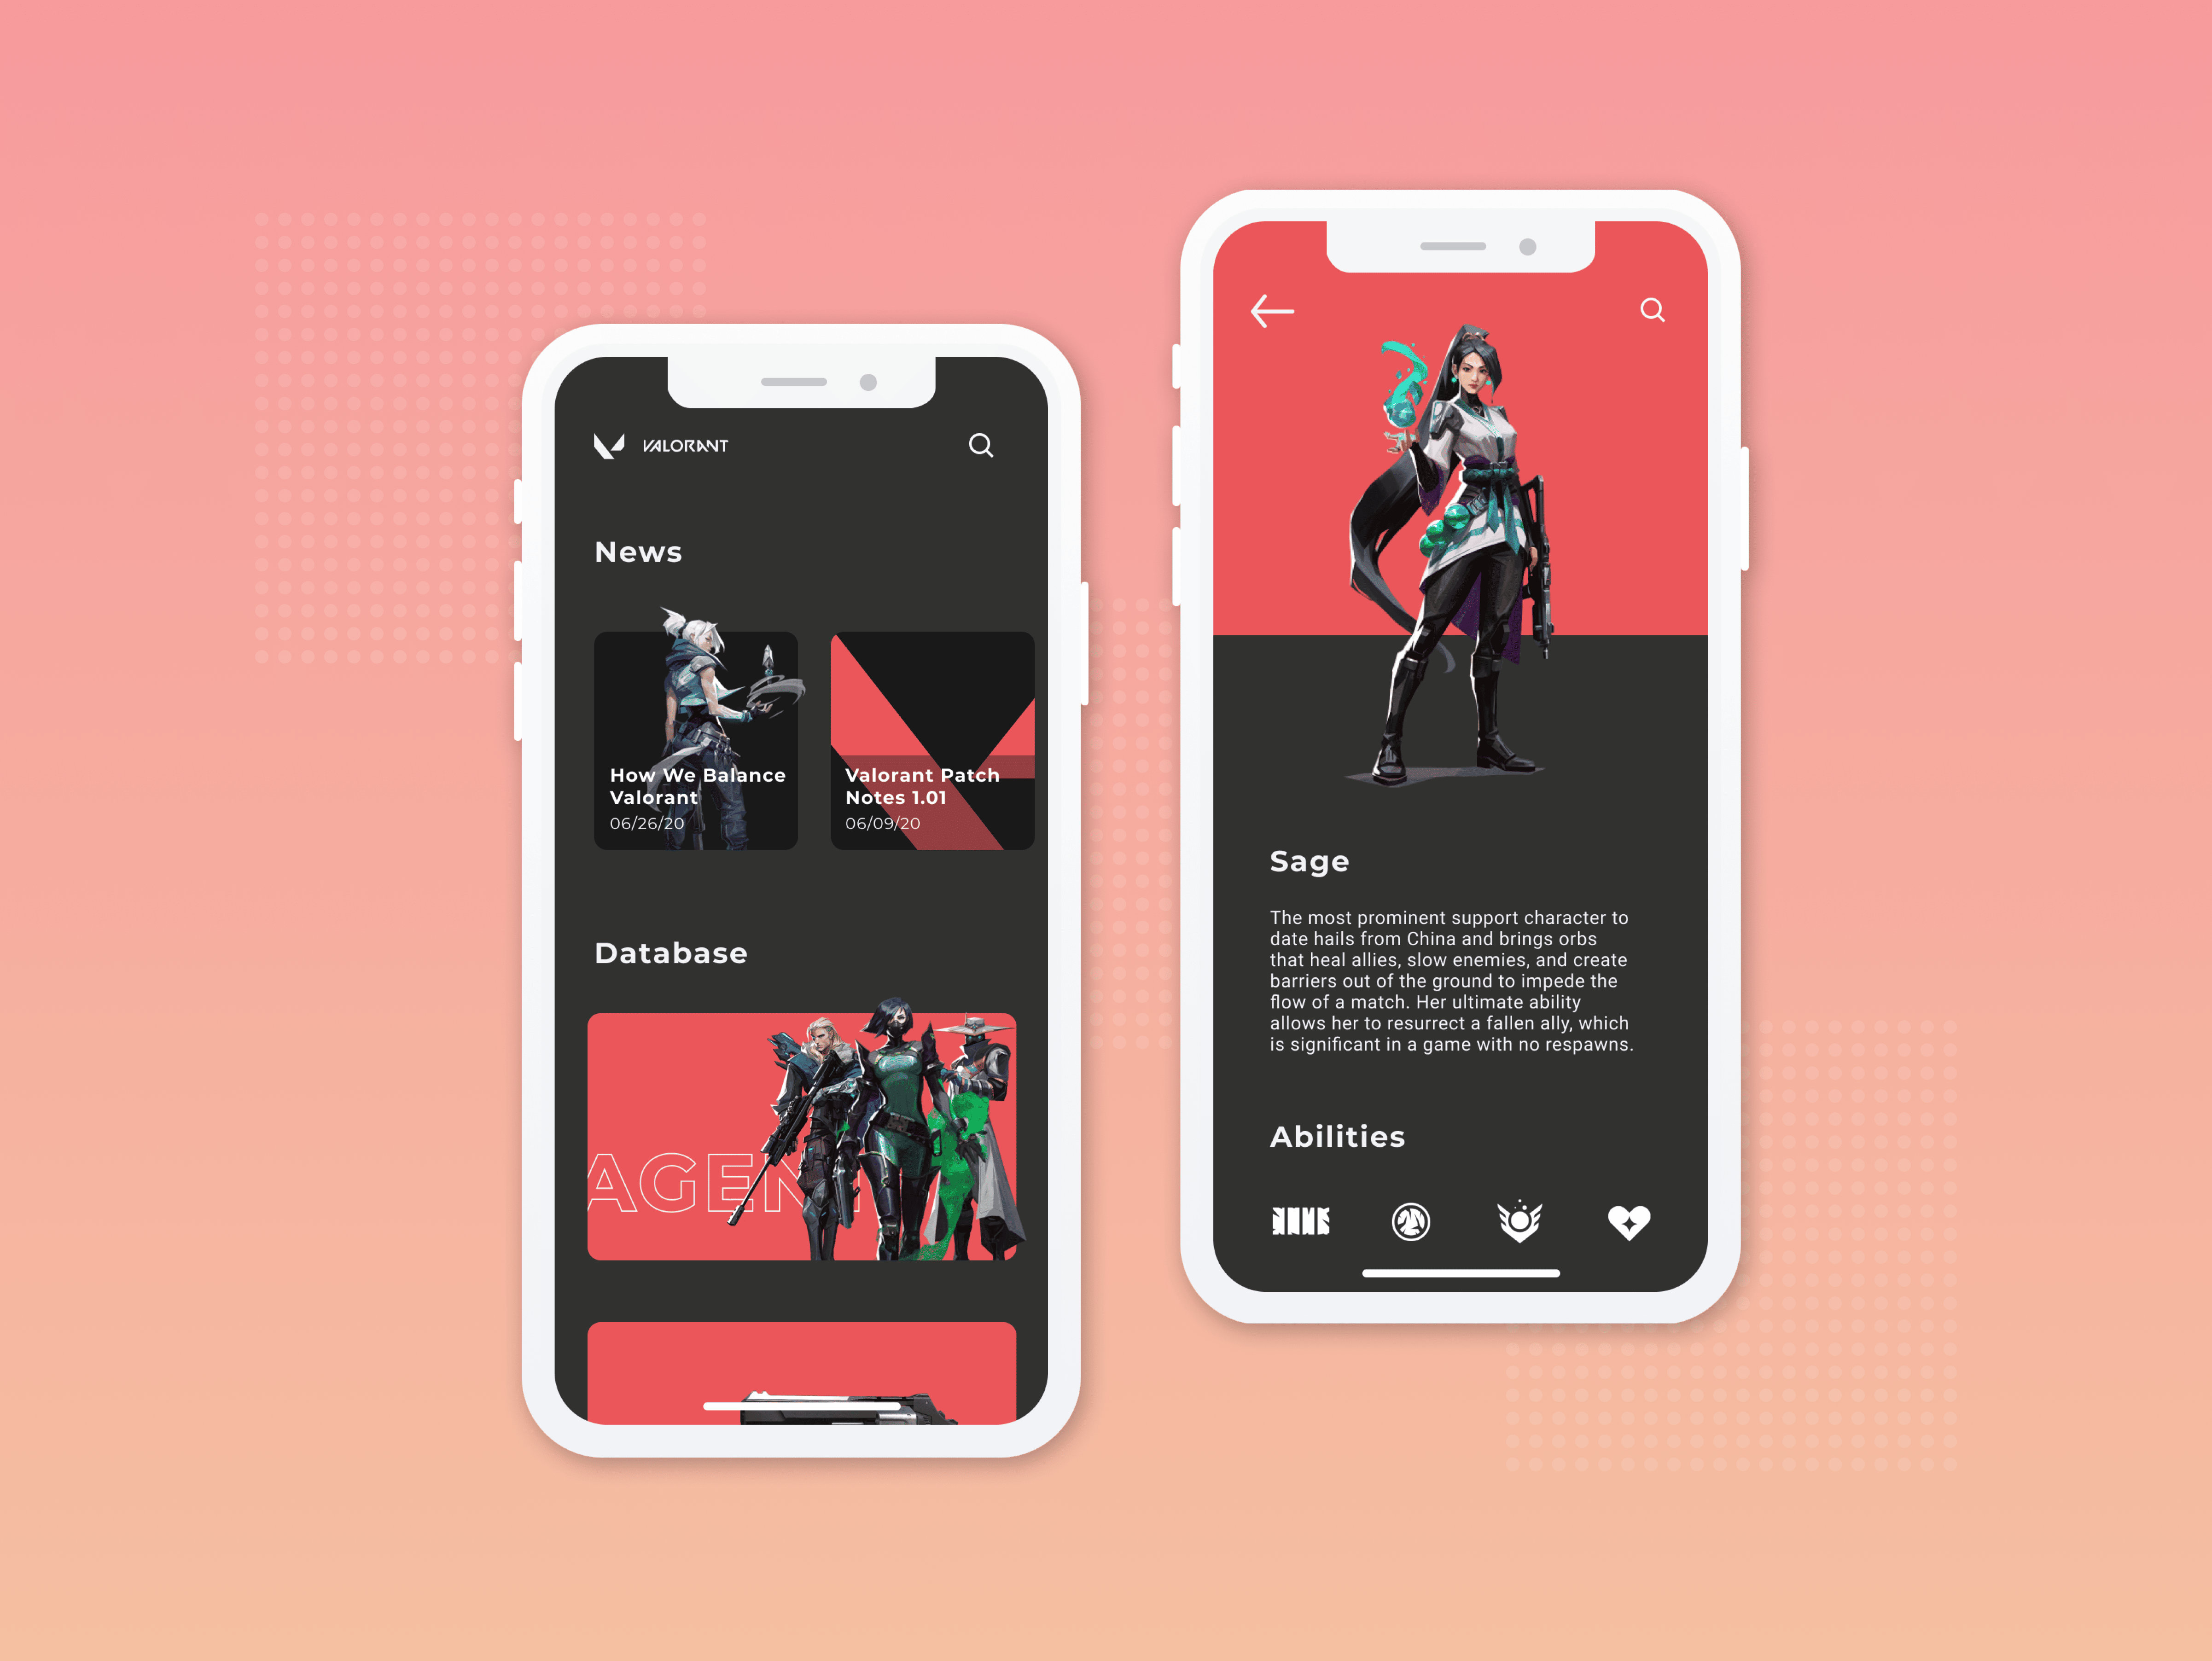 VALORANT
News
How We Balance
Valorant
06/26/20
Valorant Patch
Notes 1.01
06/09/20
Database
AGEN
Sage
The most prominent support character to
date hails from China and brings orbs
that heal allies, slow enemies, and create
barriers out of the ground to impede the
flow of a match. Her ultimate ability
allows her to resurrect a fallen ally, which
is significant in a game with no respawns.
Abilities